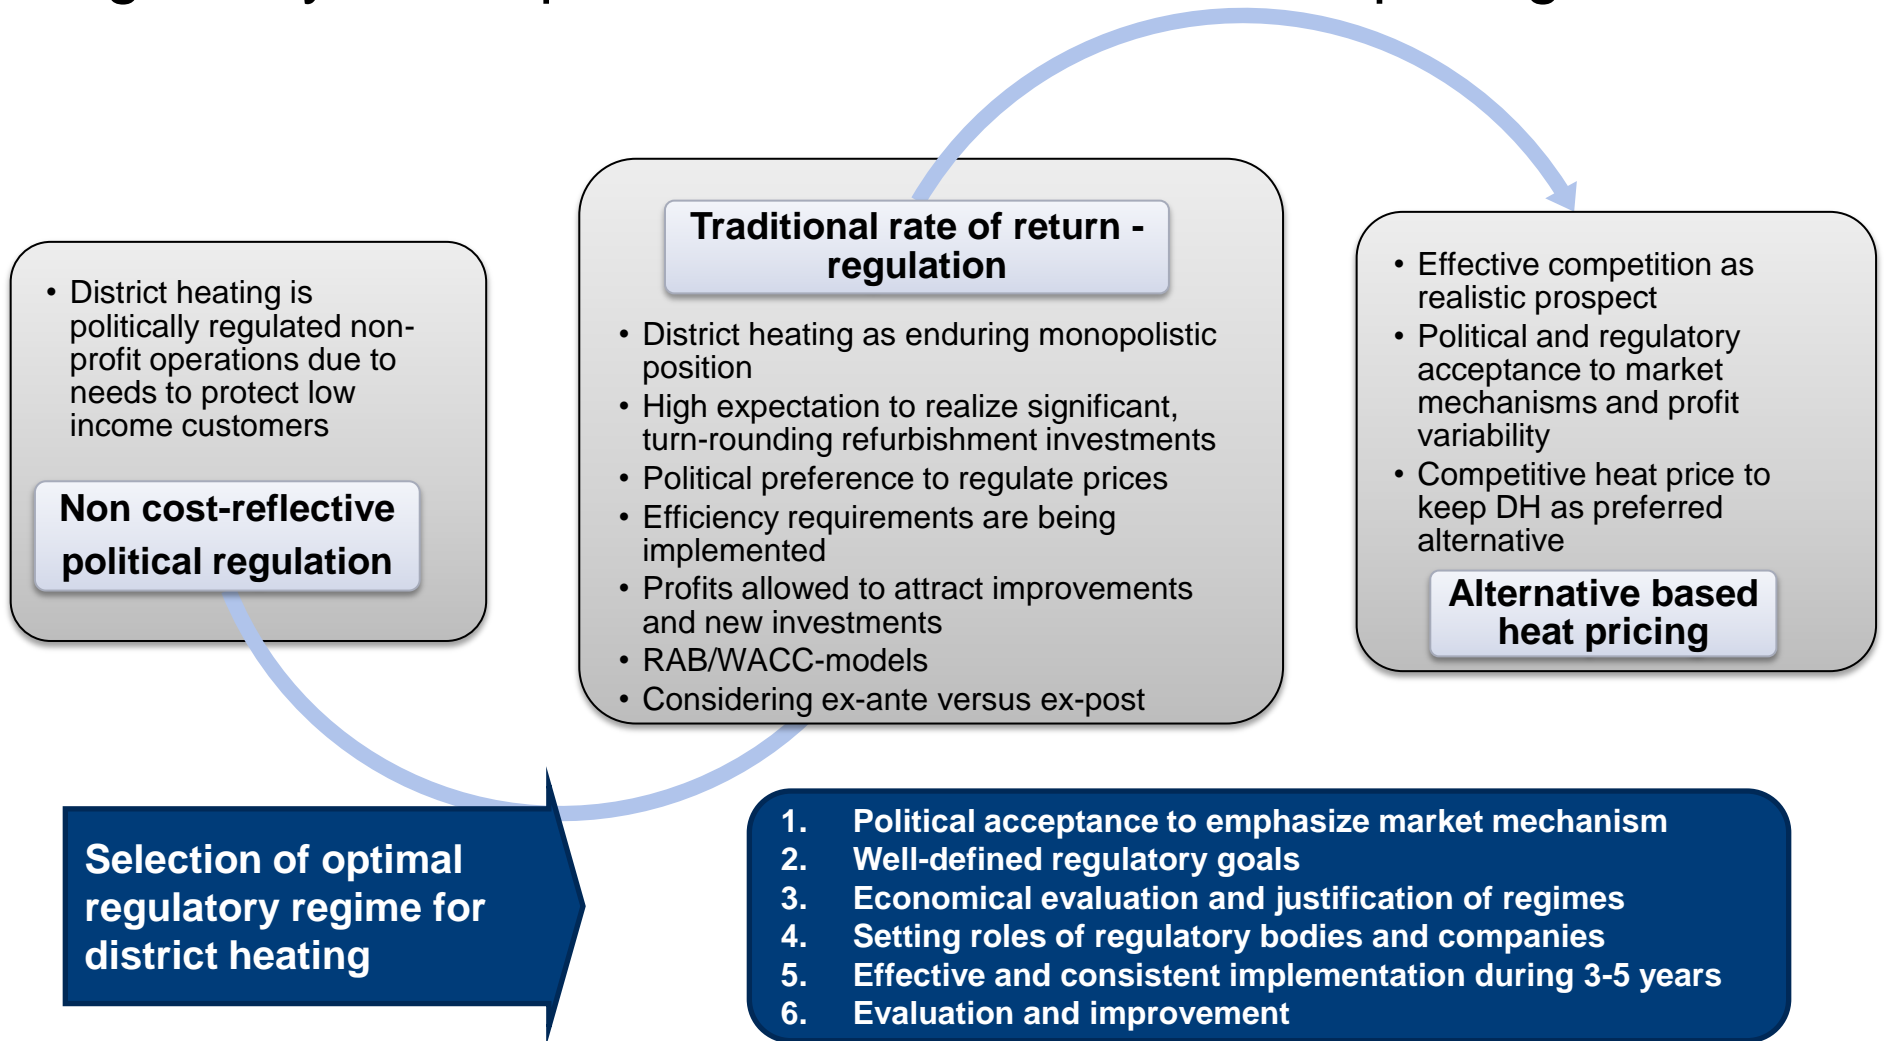 • District heating is
politically regulated non-
profit operations due to
needs to protect low
income customers
Non cost-reflective
political regulation
Traditional rate of return -
regulation
• District heating as enduring monopolistic
position
• High expectation to realize significant,
turn-rounding refurbishment investments
• Political preference to regulate prices
• Efficiency requirements are being
implemented
• Profits allowed to attract improvements
and new investments
• RAB/WACC-models
• Considering ex-ante versus ex-post
• Effective competition as
realistic prospect
• Political and regulatory
acceptance to market
mechanisms and profit
variability
• Competitive heat price to
keep DH as preferred
alternative
Alternative based
heat pricing
Selection of optimal
regulatory regime for
district heating
1. Political acceptance to emphasize market mechanism
2. Well-defined regulatory goals
3. Economical evaluation and justification of regimes
4. Setting roles of regulatory bodies and companies
5. Effective and consistent implementation during 3-5 years
6. Evaluation and improvement